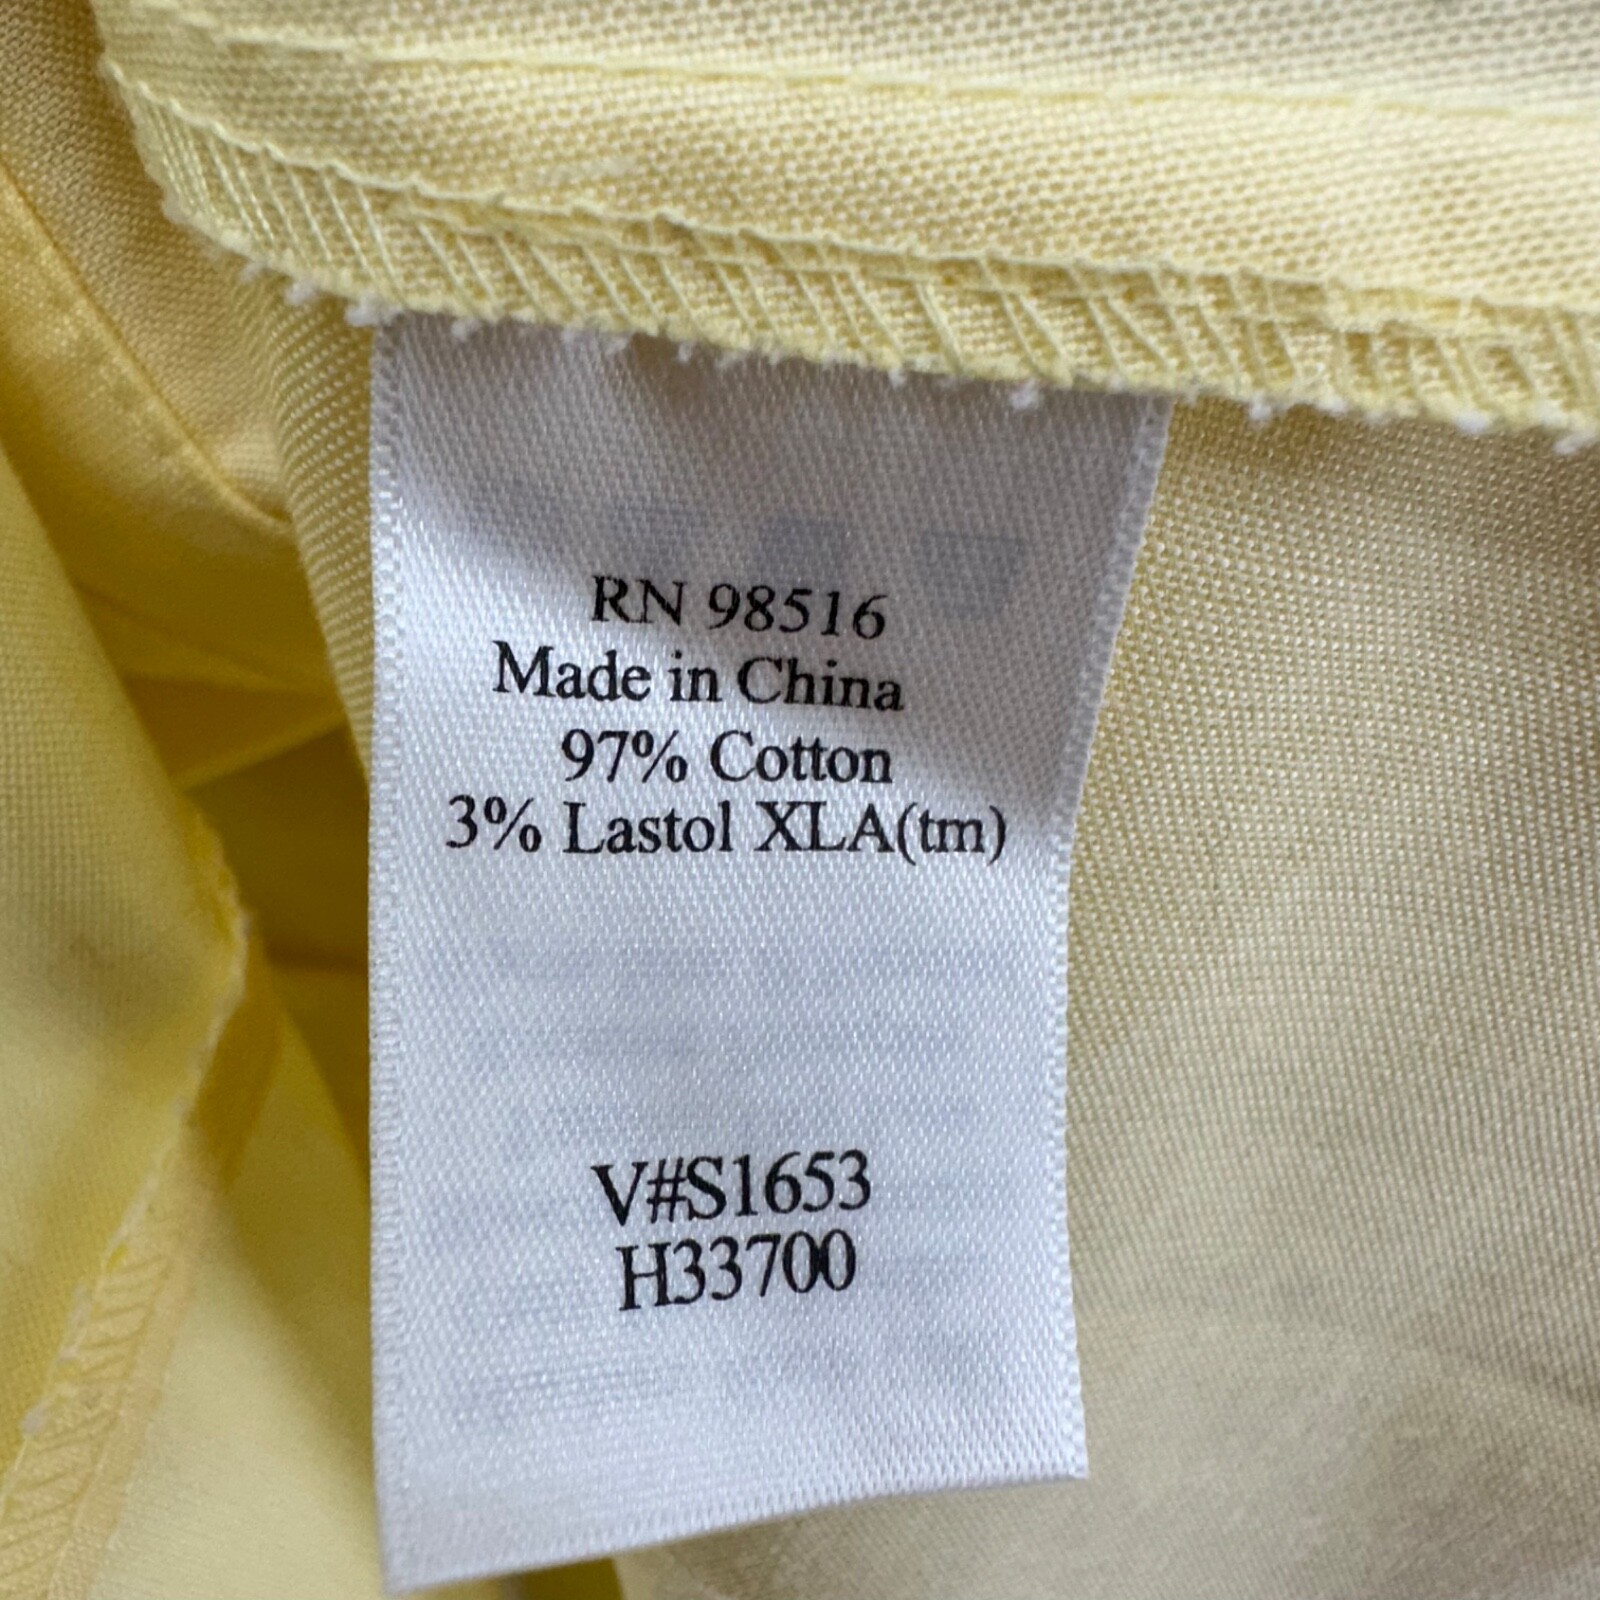 RN 98516
Made in China
97% Cotton
3% Lastol XLA(tm)
V#S1653
H33700